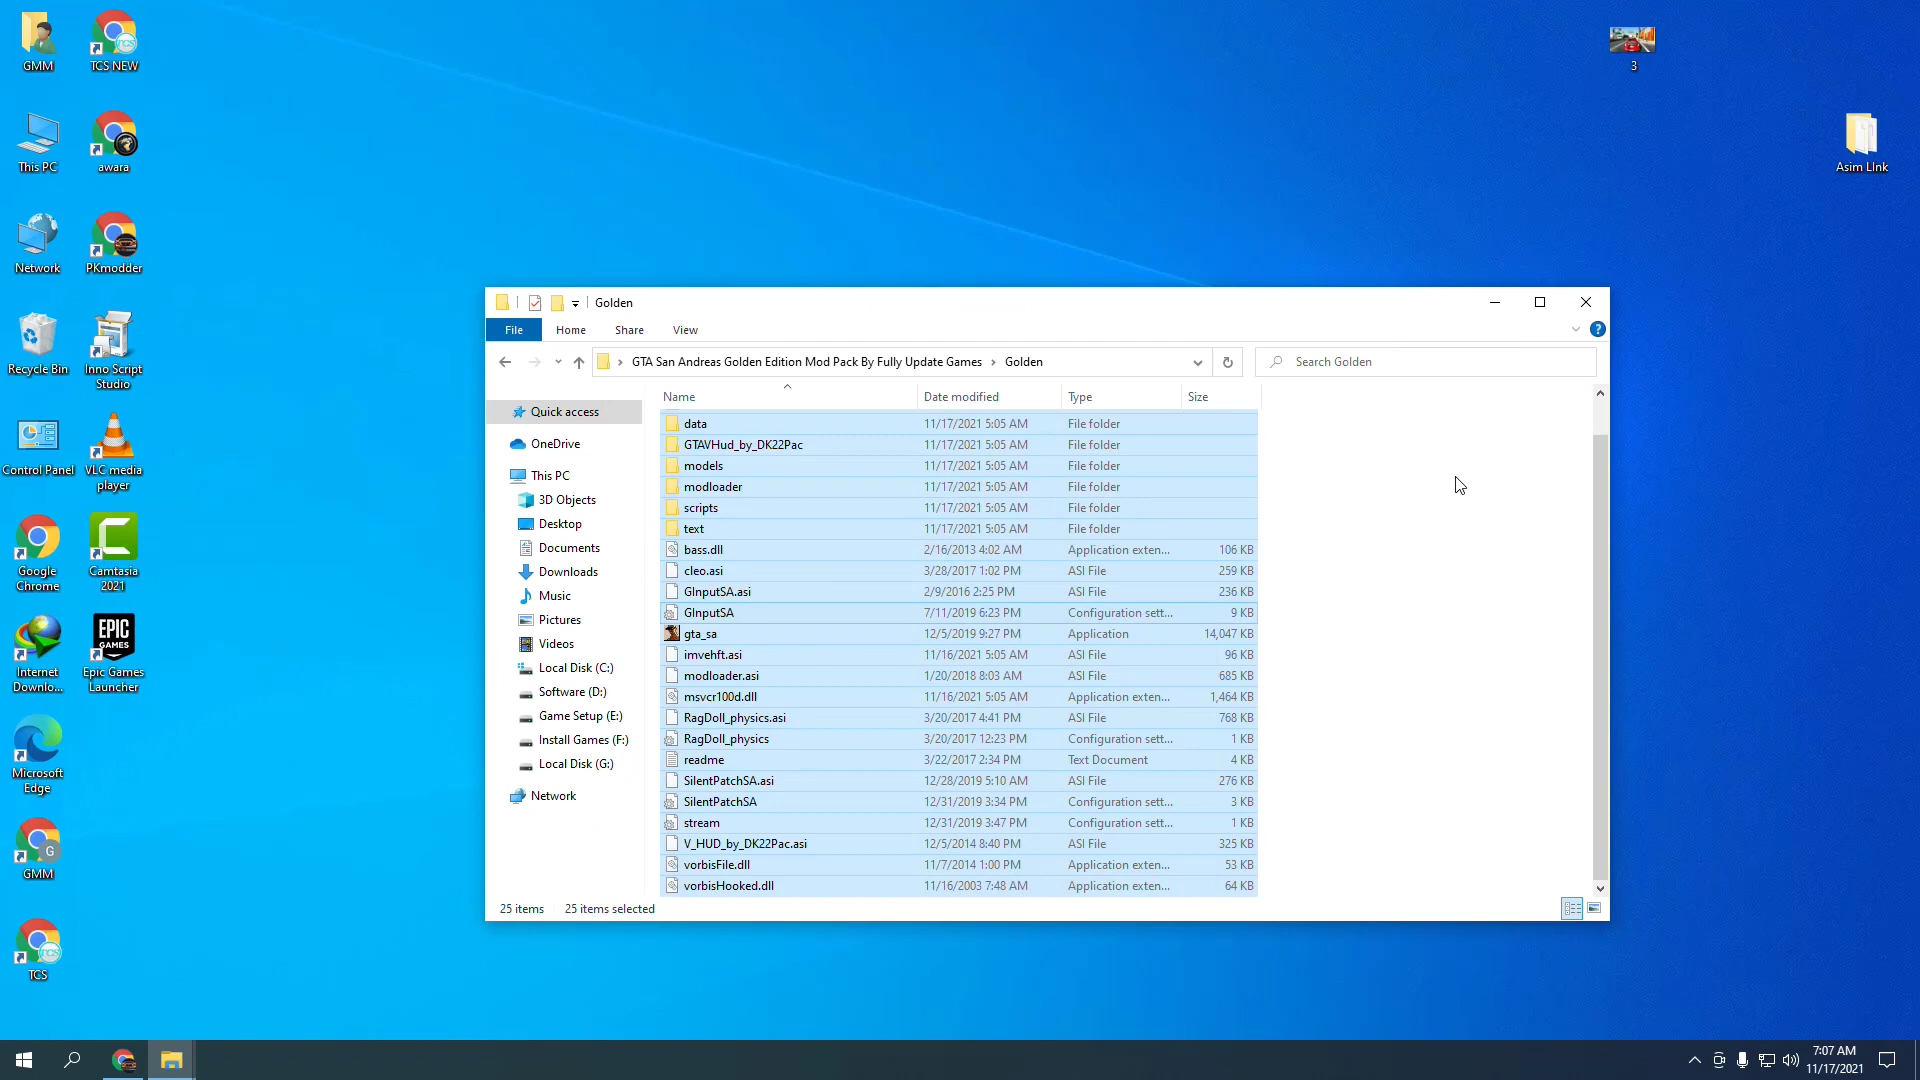 GMM
TCS NEW
3
This PC
awara
Asim LInk
Network
PKmodder
Recycle Bin
Inno Script
Studio
Control Panel
VLC media
player
Google
Chrome
Camtasia
2021
Internet
Downlo...
EPIC
GAMES
Epic Games
Launcher
Microsoft
Edge
G
GMM
TCS
TCS
Golden
File Home Share View
GTA San Andreas Golden Edition Mod Pack By Fully Update Games › Golden
Search Golden
Quick access
OneDrive
This PC
3D Objects
Desktop
Documents
Downloads
Music
Pictures
Videos
Local Disk (C:)
Software (D:)
Game Setup (E:)
Install Games (F:)
Local Disk (G:)
Network
Name Date modified Type Size
data 11/17/2021 5:05 AM File folder
GTAVHud_by_DK22Pac 11/17/2021 5:05 AM File folder
models 11/17/2021 5:05 AM File folder
modloader 11/17/2021 5:05 AM File folder
scripts 11/17/2021 5:05 AM File folder
text 11/17/2021 5:05 AM File folder
bass.dll 2/16/2013 4:02 AM Application exten... 106 KB
cleo.asi 3/28/2017 1:02 PM ASI File 259 KB
GInputSA.asi 2/9/2016 2:25 PM ASI File 236 KB
GInputSA 7/11/2019 6:23 PM Configuration sett... 9 KB
gta_sa 12/5/2019 9:27 PM Application 14,047 KB
imvehft.asi 11/16/2021 5:05 AM ASI File 96 KB
modloader.asi 1/20/2018 8:03 AM ASI File 685 KB
msvcr100d.dll 11/16/2021 5:05 AM Application exten... 1,464 KB
RagDoll_physics.asi 3/20/2017 4:41 PM ASI File 768 KB
RagDoll_physics 3/20/2017 12:23 PM Configuration sett... 1 KB
readme 3/22/2017 2:34 PM Text Document 4 KB
SilentPatchSA.asi 12/28/2019 5:10 AM ASI File 276 KB
SilentPatchSA 12/31/2019 3:34 PM Configuration sett... 3 KB
stream 12/31/2019 3:47 PM Configuration sett... 1 KB
V_HUD_by_DK22Pac.asi 12/5/2014 8:40 PM ASI File 325 KB
vorbisFile.dll 11/7/2014 1:00 PM Application exten... 53 KB
vorbisHooked.dll 11/16/2003 7:48 AM Application exten... 64 KB
25 items 25 items selected
7:07 AM
11/17/2021